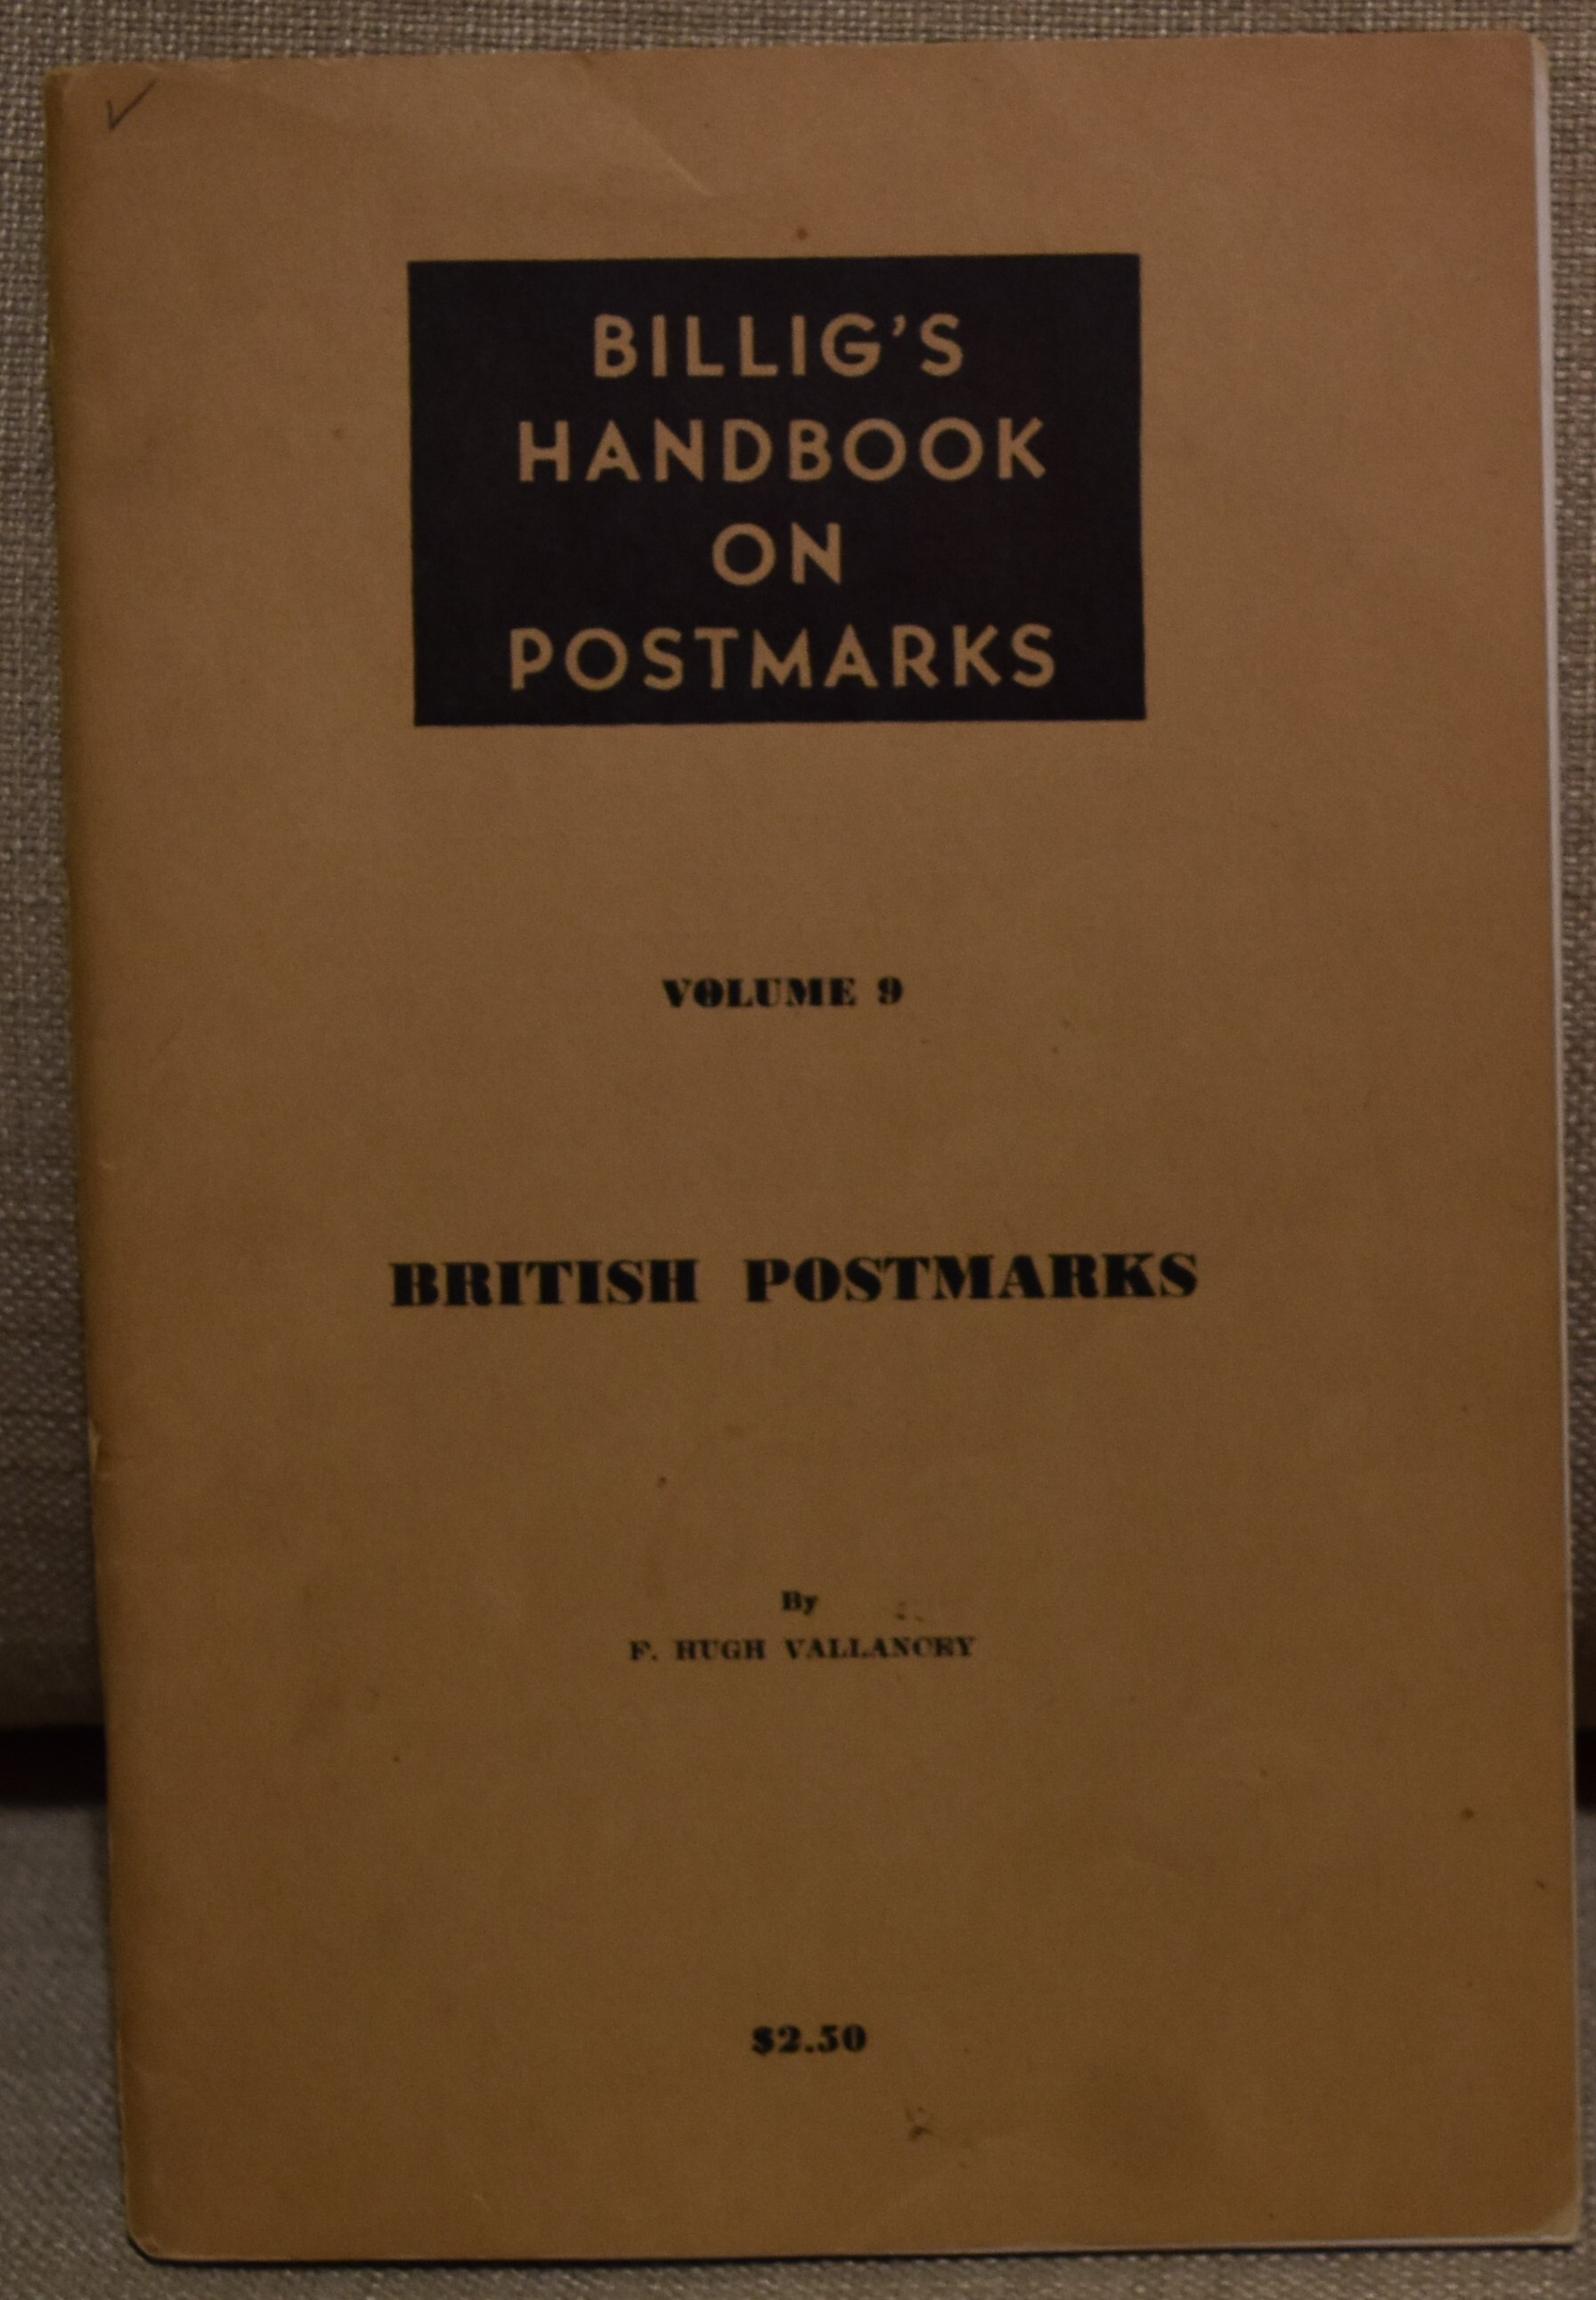 BILLIG'S
HANDBOOK
ON
POSTMARKS
VOLUME 9
BRITISH POSTMARKS
By
F. HUGH VALLANCEY
$2.50